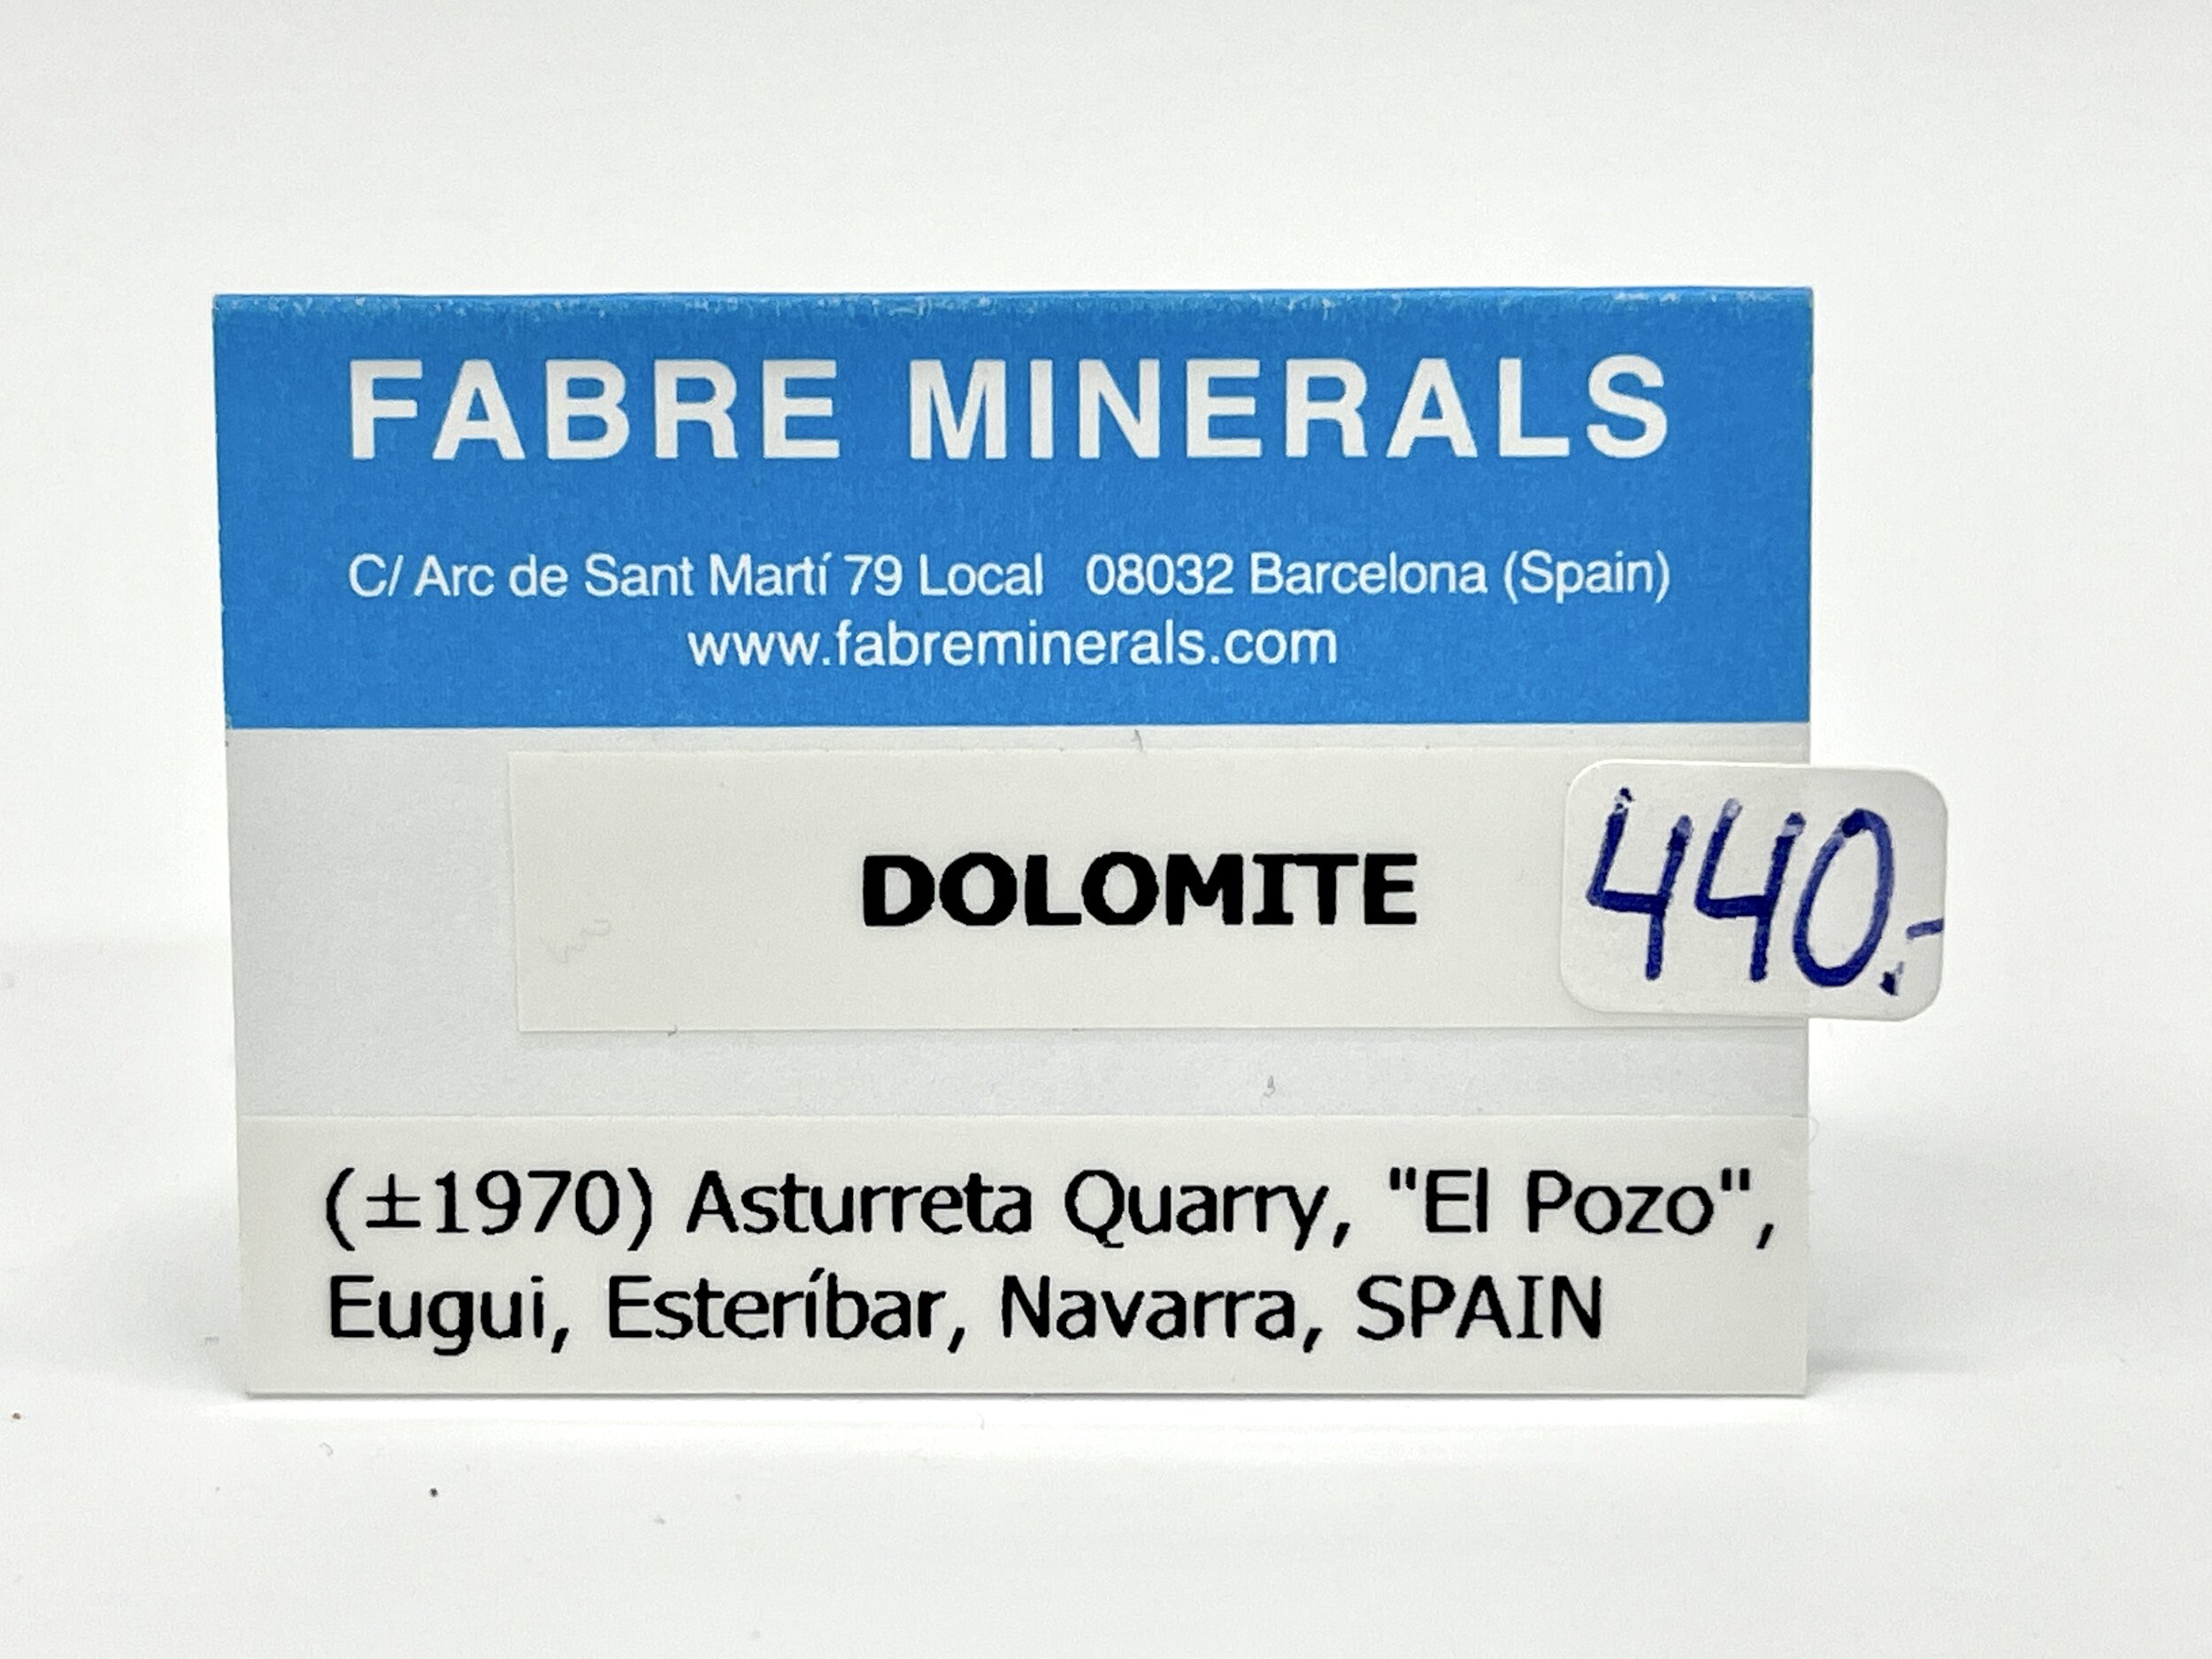 FABRE MINERALS
C/ Arc de Sant Martí 79 Local   08032 Barcelona (Spain)
www.fabreminerals.com
DOLOMITE
440.-
(±1970) Asturreta Quarry, "El Pozo",
Eugui, Esteríbar, Navarra, SPAIN